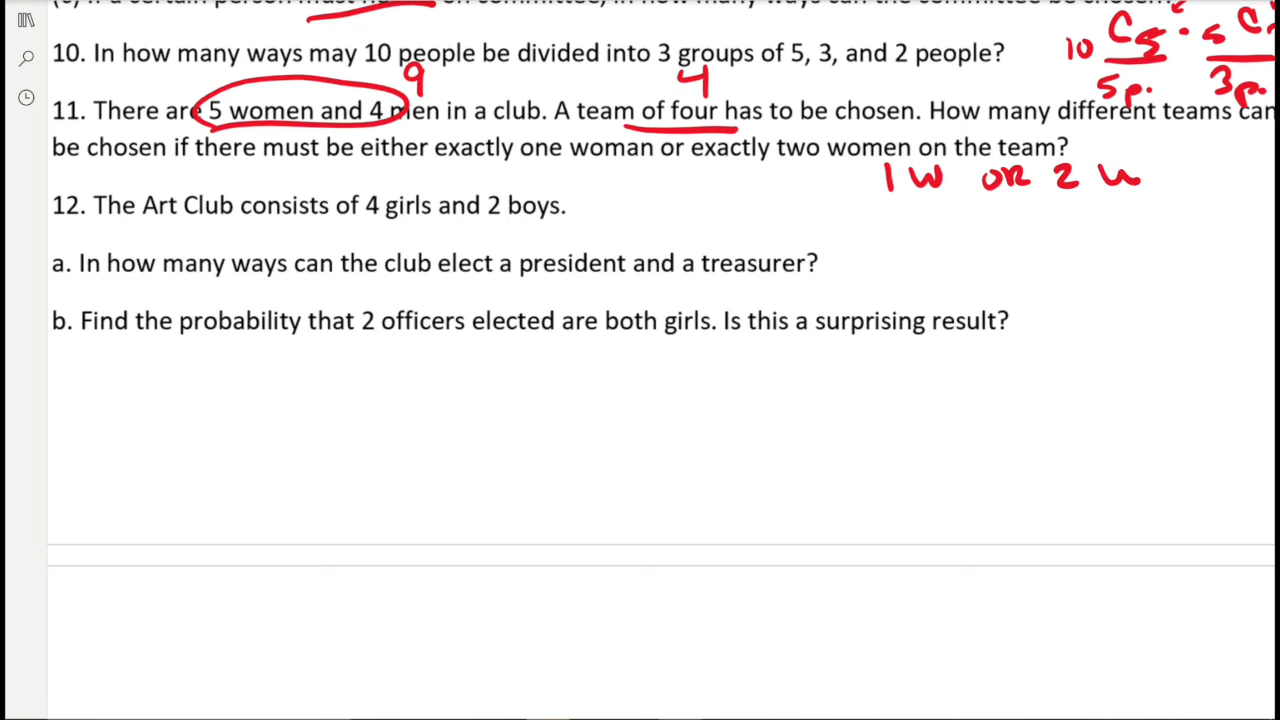 10. In how many ways may 10 people be divided into 3 groups of 5, 3, and 2 people?
10 C5 · 5 C
5p. 3p.
9 4
11. There are 5 women and 4 men in a club. A team of four has to be chosen. How many different teams can
be chosen if there must be either exactly one woman or exactly two women on the team?
1 W OR 2 W
12. The Art Club consists of 4 girls and 2 boys.
a. In how many ways can the club elect a president and a treasurer?
b. Find the probability that 2 officers elected are both girls. Is this a surprising result?